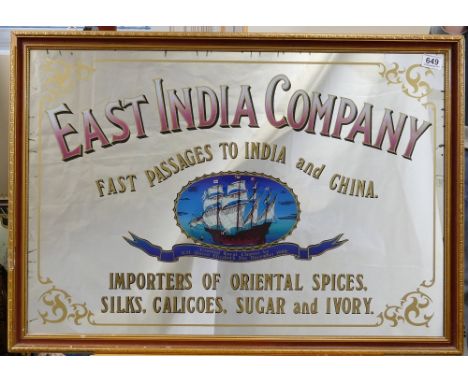 649
EAST INDIA COMPANY
FAST PASSAGES TO INDIA and CHINA.
IMPORTERS OF ORIENTAL SPICES,
SILKS, CALICOES, SUGAR and IVORY.